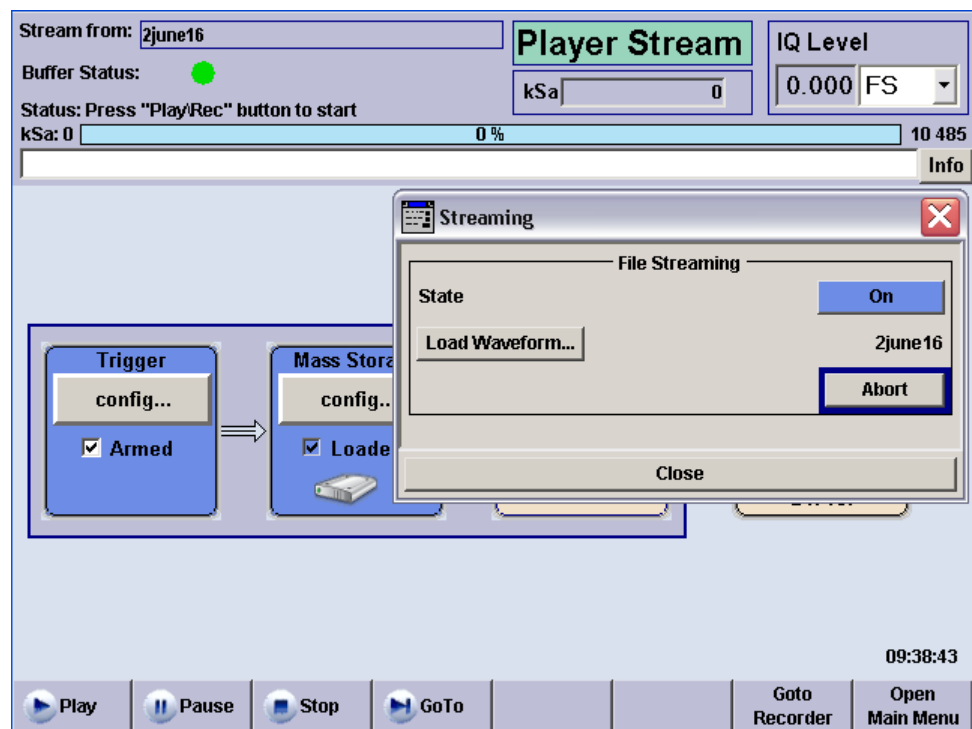 Stream from: 2june16
Player Stream
IQ Level
Buffer Status:
kSa 0
0.000 FS
Status: Press "Play\Rec" button to start
kSa: 0 0 % 10 485
Info
Streaming
File Streaming
State On
Load Waveform... 2june16
Abort
Close
Trigger
config...
Armed
Mass Stora
config..
Loade
09:38:43
Play
Pause
Stop
GoTo
Goto
Recorder
Open
Main Menu